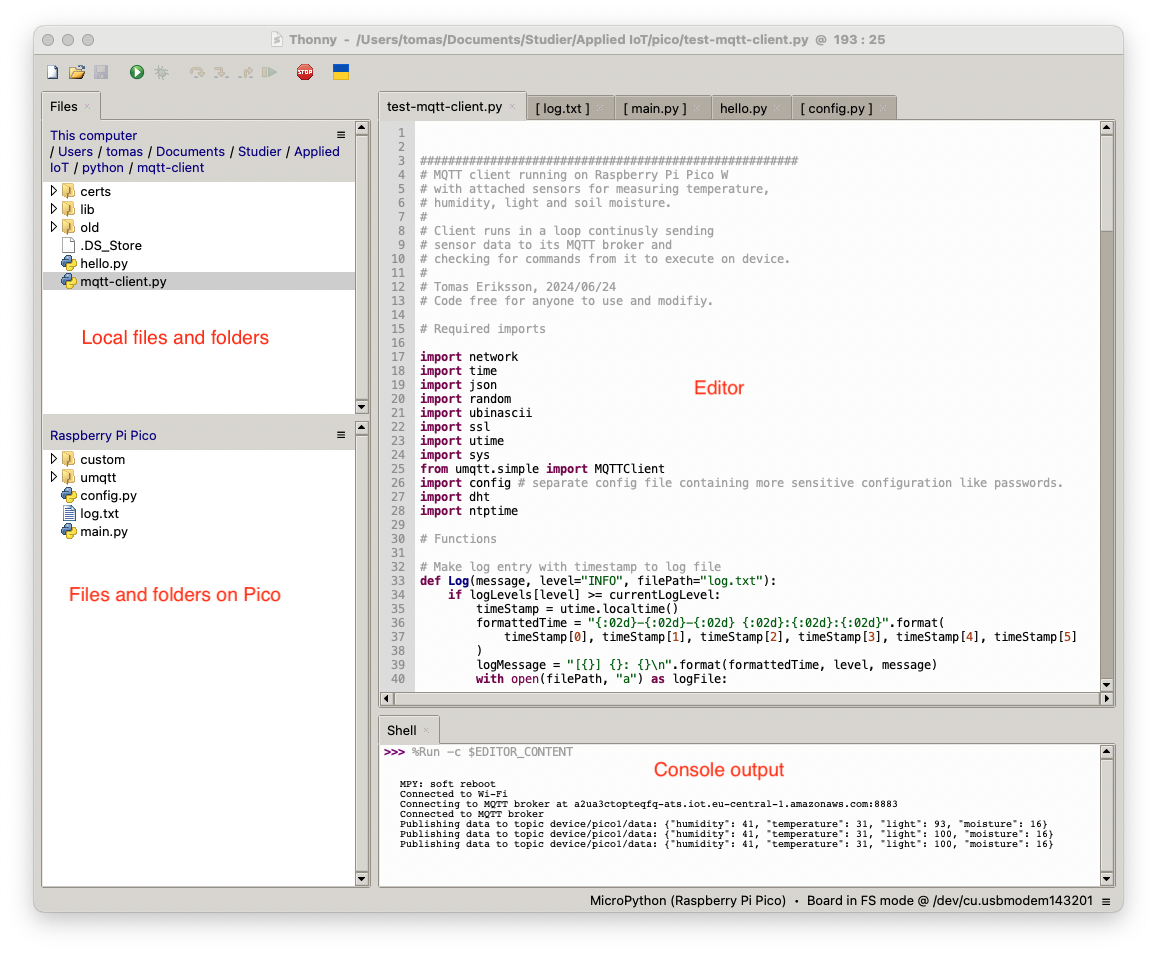 Thonny - /Users/tomas/Documents/Studier/Applied IoT/pico/test-mqtt-client.py @ 193 : 25
STOP
Files
This computer
/ Users / tomas / Documents / Studier / Applied
IoT / python / mqtt-client
certs
lib
old
.DS_Store
hello.py
mqtt-client.py
Local files and folders
Raspberry Pi Pico
custom
umqtt
config.py
log.txt
main.py
Files and folders on Pico
test-mqtt-client.py [ log.txt ] [ main.py ] hello.py [ config.py ]
1
2
3 ######################################################
4 # MQTT client running on Raspberry Pi Pico W
5 # with attached sensors for measuring temperature,
6 # humidity, light and soil moisture.
7 #
8 # Client runs in a loop continusly sending
9 # sensor data to its MQTT broker and
10 # checking for commands from it to execute on device.
11 #
12 # Tomas Eriksson, 2024/06/24
13 # Code free for anyone to use and modifiy.
14
15 # Required imports
16
17 import network
18 import time
19 import json
20 import random
21 import ubinascii
22 import ssl
23 import utime
24 import sys
25 from umqtt.simple import MQTTClient
26 import config # separate config file containing more sensitive configuration like passwords.
27 import dht
28 import ntptime
29
30 # Functions
31
32 # Make log entry with timestamp to log file
33 def Log(message, level="INFO", filePath="log.txt"):
34 if logLevels[level] >= currentLogLevel:
35 timeStamp = utime.localtime()
36 formattedTime = "{:02d}-{:02d}-{:02d} {:02d}:{:02d}:{:02d}".format(
37 timeStamp[0], timeStamp[1], timeStamp[2], timeStamp[3], timeStamp[4], timeStamp[5]
38 )
39 logMessage = "[{}] {}: {}\n".format(formattedTime, level, message)
40 with open(filePath, "a") as logFile:
Editor
Shell
>>> %Run -c $EDITOR_CONTENT
Console output
MPY: soft reboot
Connected to Wi-Fi
Connecting to MQTT broker at a2ua3ctopteqfq-ats.iot.eu-central-1.amazonaws.com:8883
Connected to MQTT broker
Publishing data to topic device/pico1/data: {"humidity": 41, "temperature": 31, "light": 93, "moisture": 16}
Publishing data to topic device/pico1/data: {"humidity": 41, "temperature": 31, "light": 100, "moisture": 16}
Publishing data to topic device/pico1/data: {"humidity": 41, "temperature": 31, "light": 100, "moisture": 16}
MicroPython (Raspberry Pi Pico) • Board in FS mode @ /dev/cu.usbmodem143201 ≡